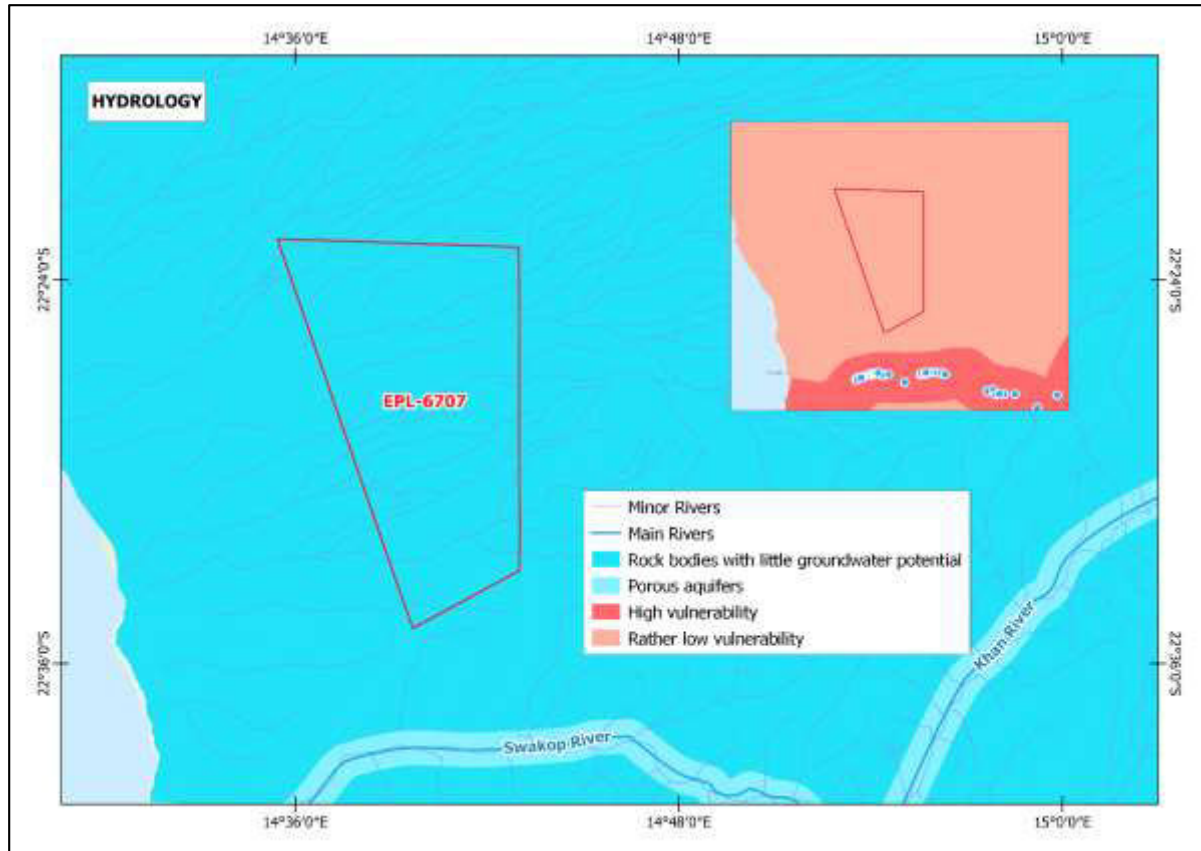 14°36'0"E
14°48'0"E
15°0'0"E
HYDROLOGY
22°24'0"S
22°24'0"S
EPL-6707
Minor Rivers
Main Rivers
Rock bodies with little groundwater potential
Porous aquifers
High vulnerability
Rather low vulnerability
Khan River
22°36'0"S
22°36'0"S
Swakop River
14°36'0"E
14°48'0"E
15°0'0"E